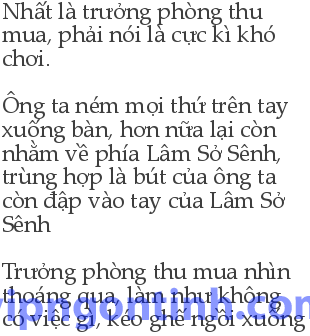 Nhất là trưởng phòng thu
mua, phải nói là cực kì khó
chơi.
Ông ta ném mọi thứ trên tay
xuống bàn, hơn nữa lại còn
nhằm về phía Lâm Sở Sênh,
trùng hợp là bút của ông ta
còn đập vào tay của Lâm Sở
Sênh
Trưởng phòng thu mua nhìn
thoáng qua, làm như không
vipngontinh.com
có việc gì, kéo ghế ngồi xuống